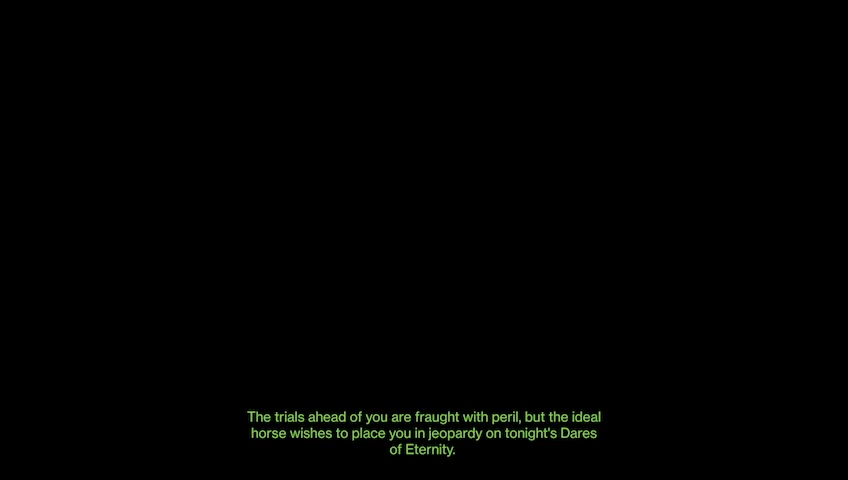 The trials ahead of you are fraught with peril, but the ideal
horse wishes to place you in jeopardy on tonight's Dares
of Eternity.